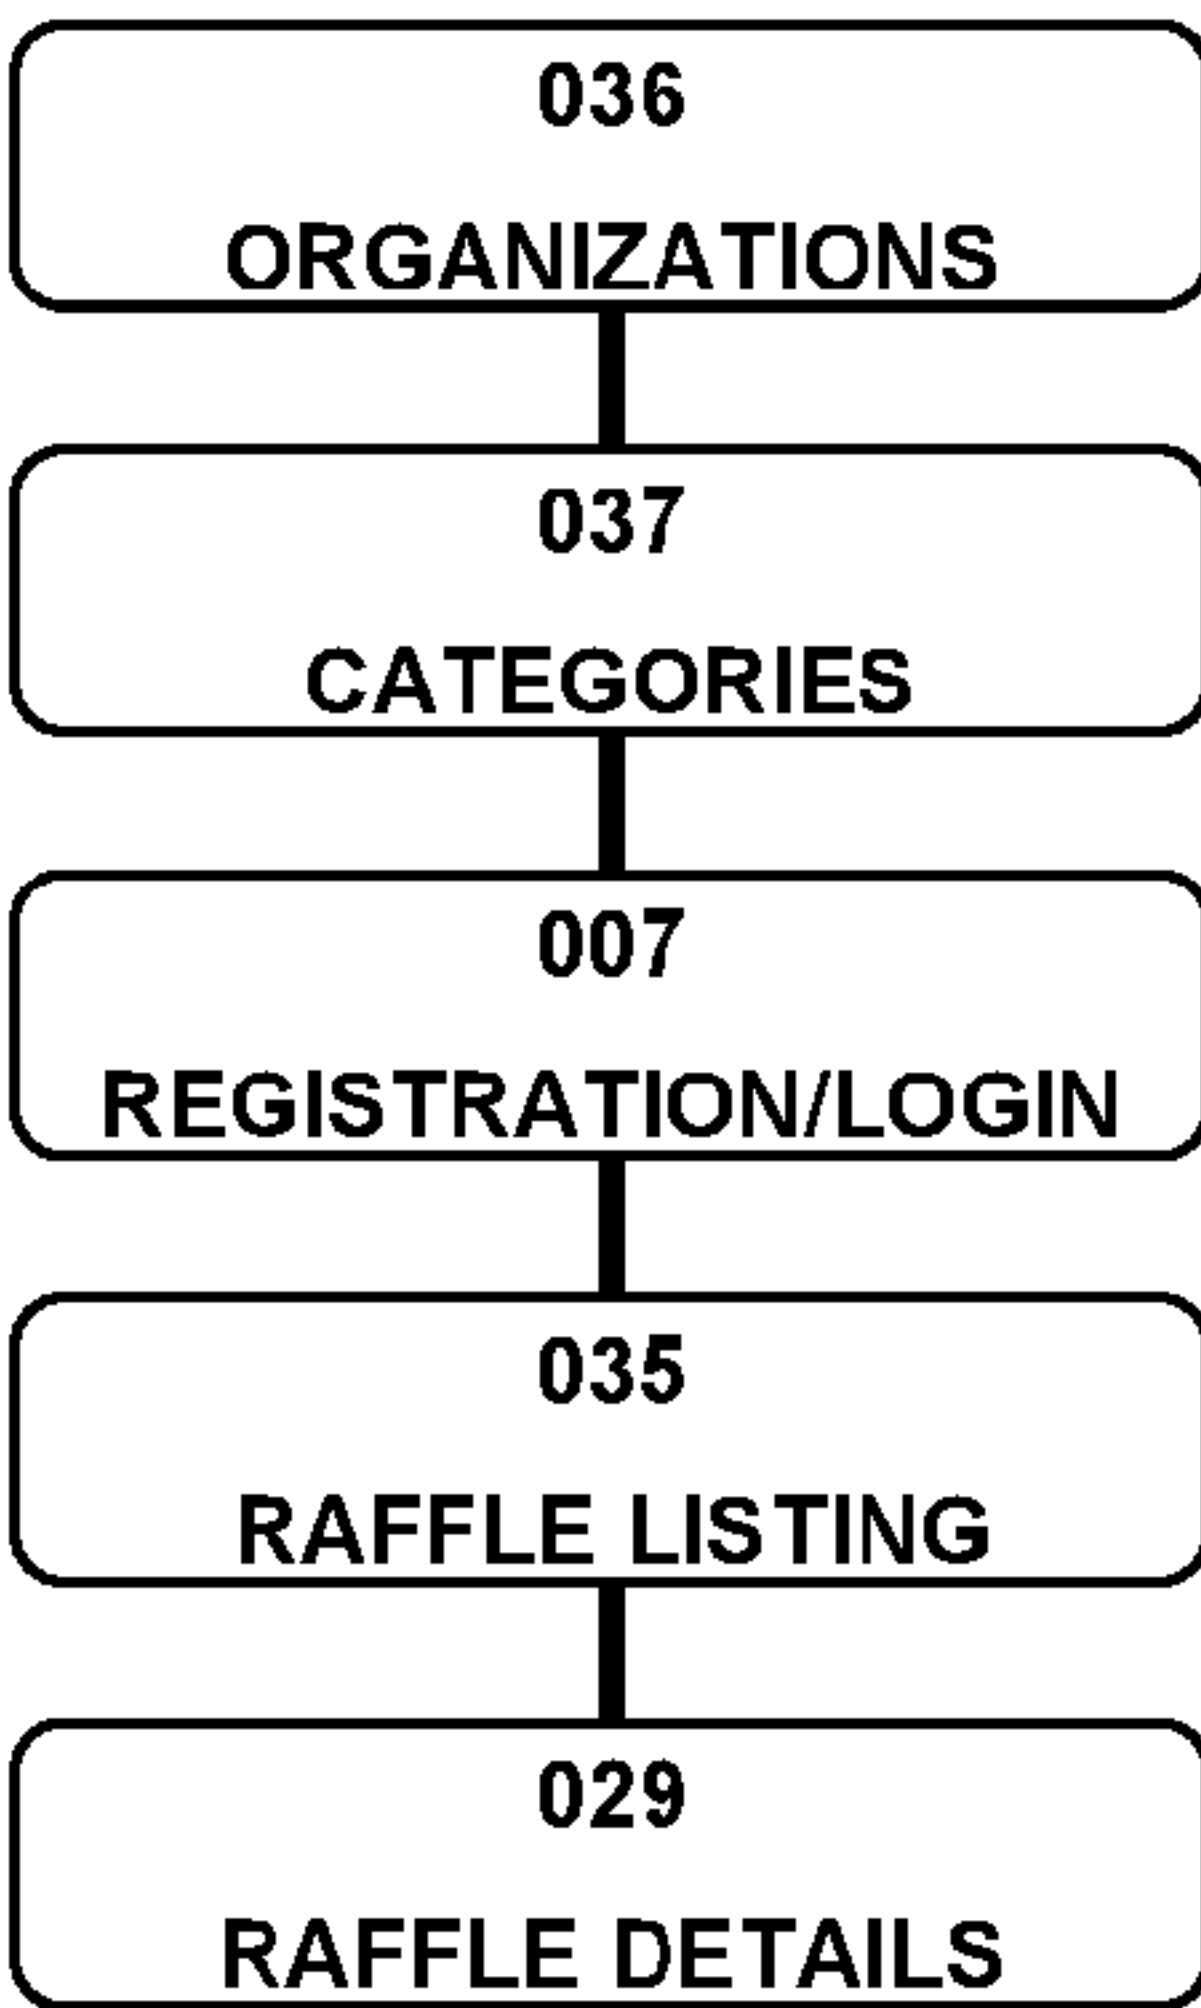 036
ORGANIZATIONS
037
CATEGORIES
007
REGISTRATION/LOGIN
035
RAFFLE LISTING
029
RAFFLE DETAILS